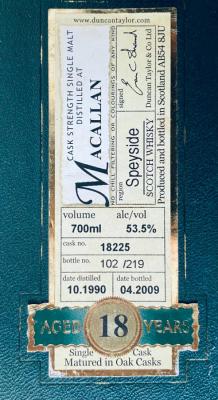 www.duncantaylor.com
CASK STRENGTH SINGLE MALT
DISTILLED AT
MACALLAN
NO CHILL FILTERING OR COLOURINGS OF ANY KIND
region
Speyside
SCOTCH WHISKY
signed
Duncan Taylor & Co Ltd
Produced and bottled in Scotland AB54 8JU
volume alc/vol
700ml 53.5%
cask no. 18225
bottle no. 102 /219
date distilled date bottled
10.1990 04.2009
AGED 18 YEARS
Single Cask
Matured in Oak Casks